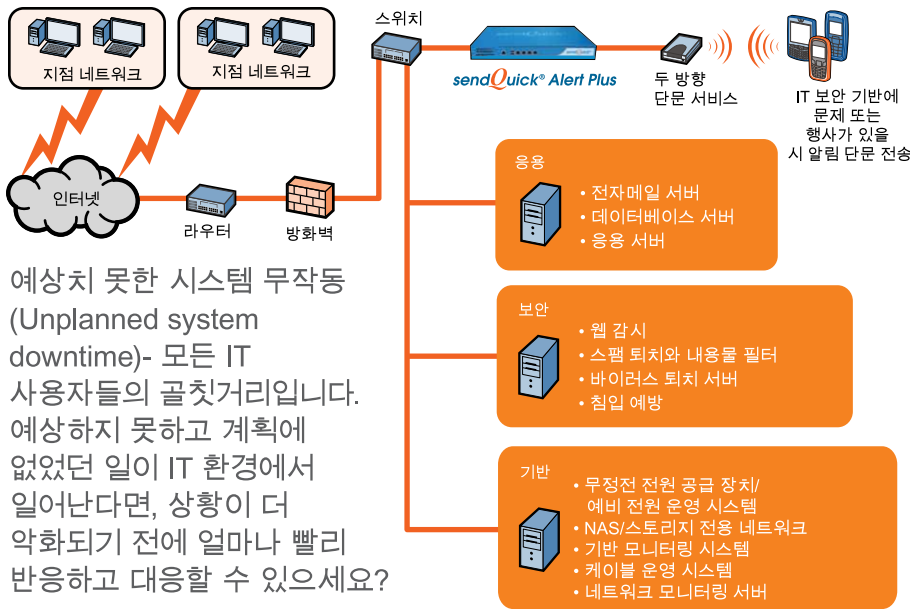 지점 네트워크
지점 네트워크
스위치
sendQuick® Alert Plus
두 방향
단문 서비스
IT 보안 기반에
문제 또는
행사가 있을
시 알림 단문 전송
인터넷
라우터
방화벽
응용
• 전자메일 서버
• 데이터베이스 서버
• 응용 서버
보안
• 웹 감시
• 스팸 퇴치와 내용물 필터
• 바이러스 퇴치 서버
• 침입 예방
기반
• 무정전 전원 공급 장치/
예비 전원 운영 시스템
• NAS/스토리지 전용 네트워크
• 기반 모니터링 시스템
• 케이블 운영 시스템
• 네트워크 모니터링 서버
예상치 못한 시스템 무작동
(Unplanned system
downtime)- 모든 IT
사용자들의 골칫거리입니다.
예상하지 못하고 계획에
없었던 일이 IT 환경에서
일어난다면, 상황이 더
악화되기 전에 얼마나 빨리
반응하고 대응할 수 있으세요?